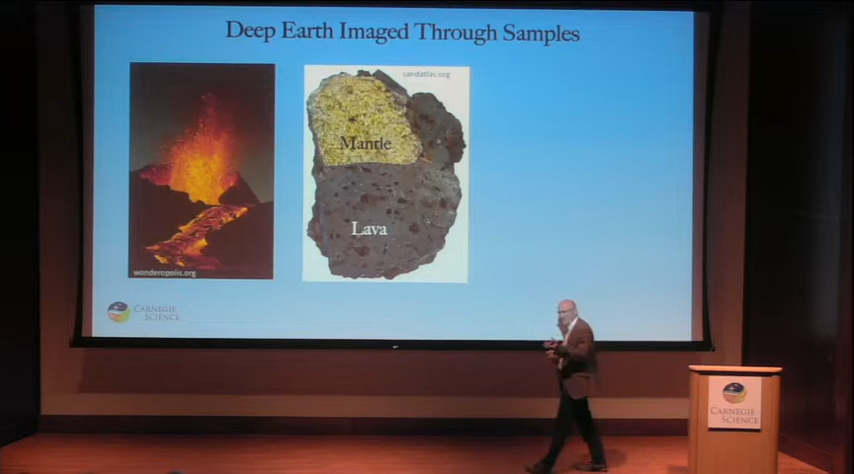 Deep Earth Imaged Through Samples
sandatlas.org
Mantle
Lava
wonderopolis.org
CARNEGIE
SCIENCE
CARNEGIE
SCIENCE